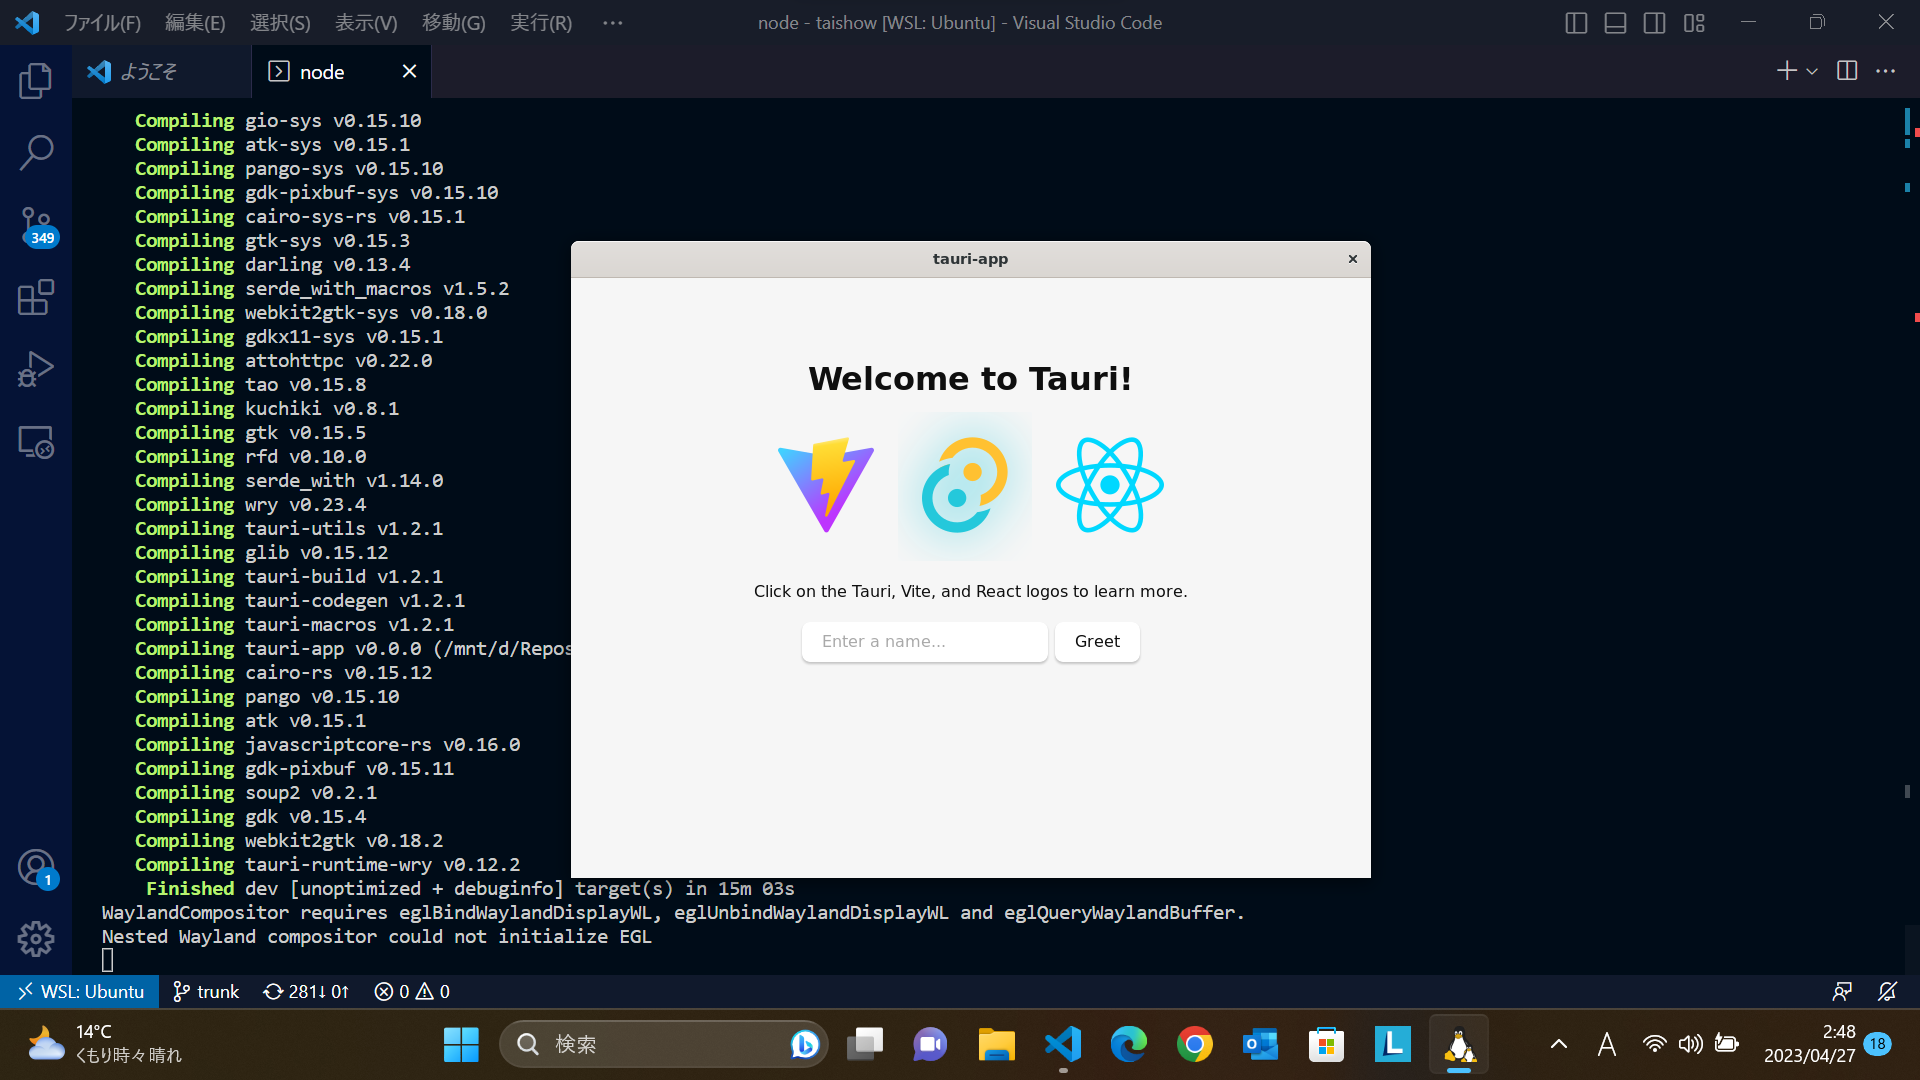 ファイル(F) 編集(E) 選択(S) 表示(V) 移動(G) 実行(R) ··· node - taishow [WSL: Ubuntu] - Visual Studio Code
ようこそ node
349
1
Compiling gio-sys v0.15.10
Compiling atk-sys v0.15.1
Compiling pango-sys v0.15.10
Compiling gdk-pixbuf-sys v0.15.10
Compiling cairo-sys-rs v0.15.1
Compiling gtk-sys v0.15.3
Compiling darling v0.13.4
Compiling serde_with_macros v1.5.2
Compiling webkit2gtk-sys v0.18.0
Compiling gdkx11-sys v0.15.1
Compiling attohttpc v0.22.0
Compiling tao v0.15.8
Compiling kuchiki v0.8.1
Compiling gtk v0.15.5
Compiling rfd v0.10.0
Compiling serde_with v1.14.0
Compiling wry v0.23.4
Compiling tauri-utils v1.2.1
Compiling glib v0.15.12
Compiling tauri-build v1.2.1
Compiling tauri-codegen v1.2.1
Compiling tauri-macros v1.2.1
Compiling tauri-app v0.0.0 (/mnt/d/Repos
Compiling cairo-rs v0.15.12
Compiling pango v0.15.10
Compiling atk v0.15.1
Compiling javascriptcore-rs v0.16.0
Compiling gdk-pixbuf v0.15.11
Compiling soup2 v0.2.1
Compiling gdk v0.15.4
Compiling webkit2gtk v0.18.2
Compiling tauri-runtime-wry v0.12.2
Finished dev [unoptimized + debuginfo] target(s) in 15m 03s
WaylandCompositor requires eglBindWaylandDisplayWL, eglUnbindWaylandDisplayWL and eglQueryWaylandBuffer.
Nested Wayland compositor could not initialize EGL
tauri-app
Welcome to Tauri!
Click on the Tauri, Vite, and React logos to learn more.
Enter a name... Greet
WSL: Ubuntu trunk 281↓ 0↑ 0 0
14°C
くもり時々晴れ
検索
L
A
2:48
2023/04/27
18